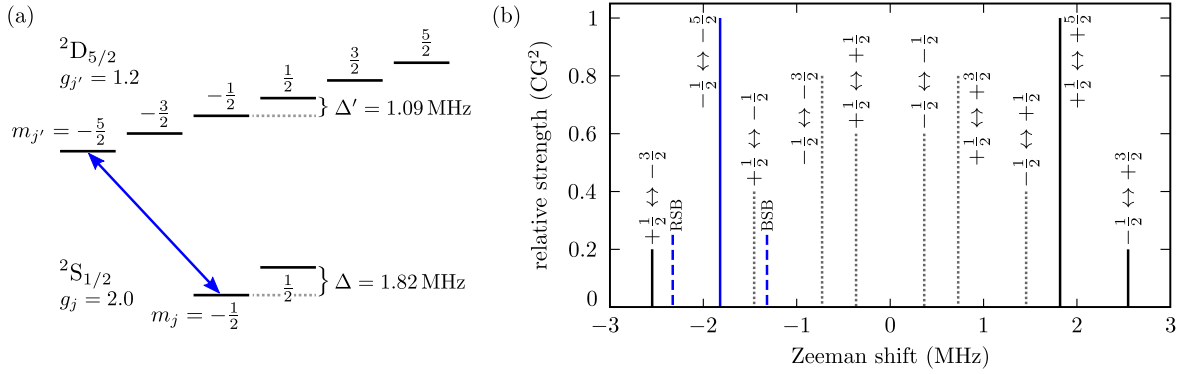 (a)
²D₅/₂
g_j′ = 1.2
5/2
3/2
1/2
−1/2
−3/2
m_j′ = −5/2
Δ′ = 1.09 MHz
²S₁/₂
g_j = 2.0
1/2
Δ = 1.82 MHz
m_j = −1/2
(b)
relative strength (CG²)
1
0.8
0.6
0.4
0.2
0
+1/2 ↔ −3/2
RSB
−1/2 ↔ −5/2
BSB
+1/2 ↔ −1/2
−1/2 ↔ −3/2
+1/2 ↔ +1/2
−1/2 ↔ −1/2
+1/2 ↔ +3/2
−1/2 ↔ +1/2
+1/2 ↔ +5/2
−1/2 ↔ +3/2
−3 −2 −1 0 1 2 3
Zeeman shift (MHz)